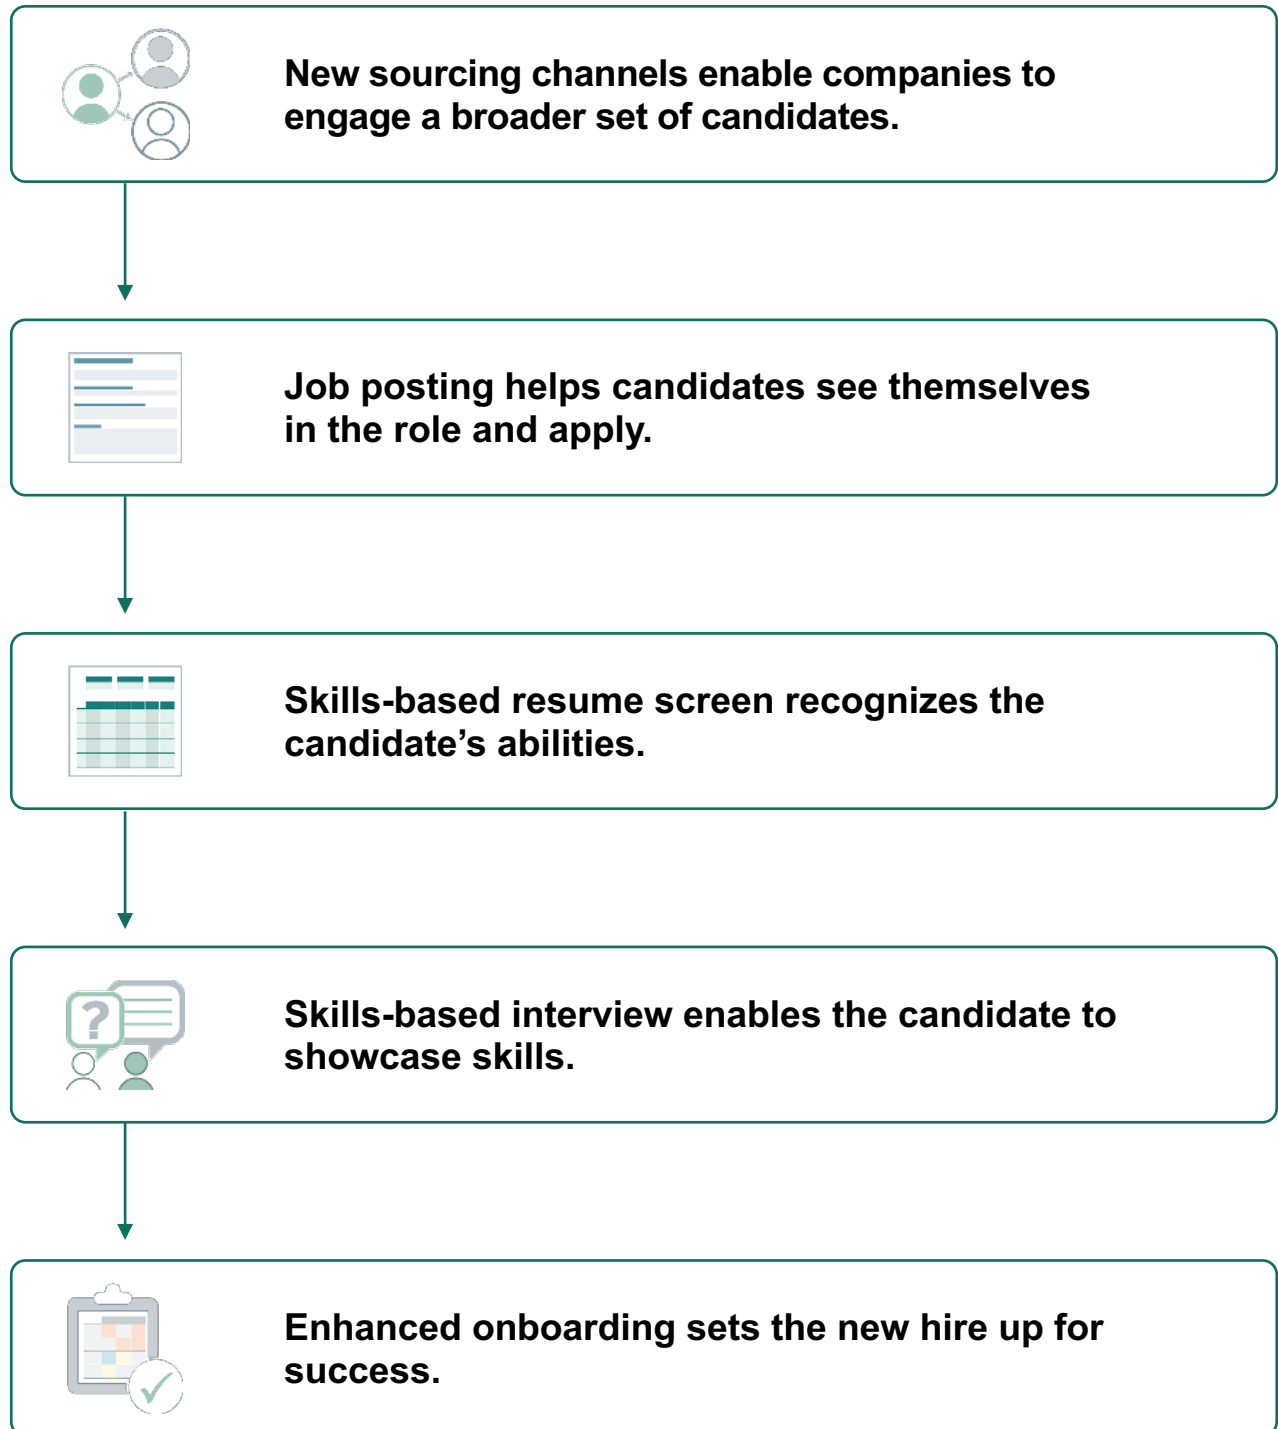 New sourcing channels enable companies to
engage a broader set of candidates.
Job posting helps candidates see themselves
in the role and apply.
Skills-based resume screen recognizes the
candidate’s abilities.
?
Skills-based interview enables the candidate to
showcase skills.
Enhanced onboarding sets the new hire up for
success.